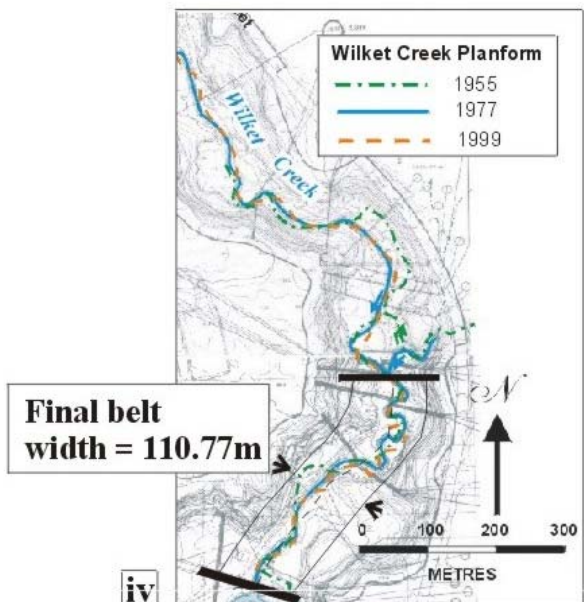 Wilket Creek Planform
1955
1977
1999
Wilket
Creek
N
Final belt
width = 110.77m
0 100 200 300
METRES
iv